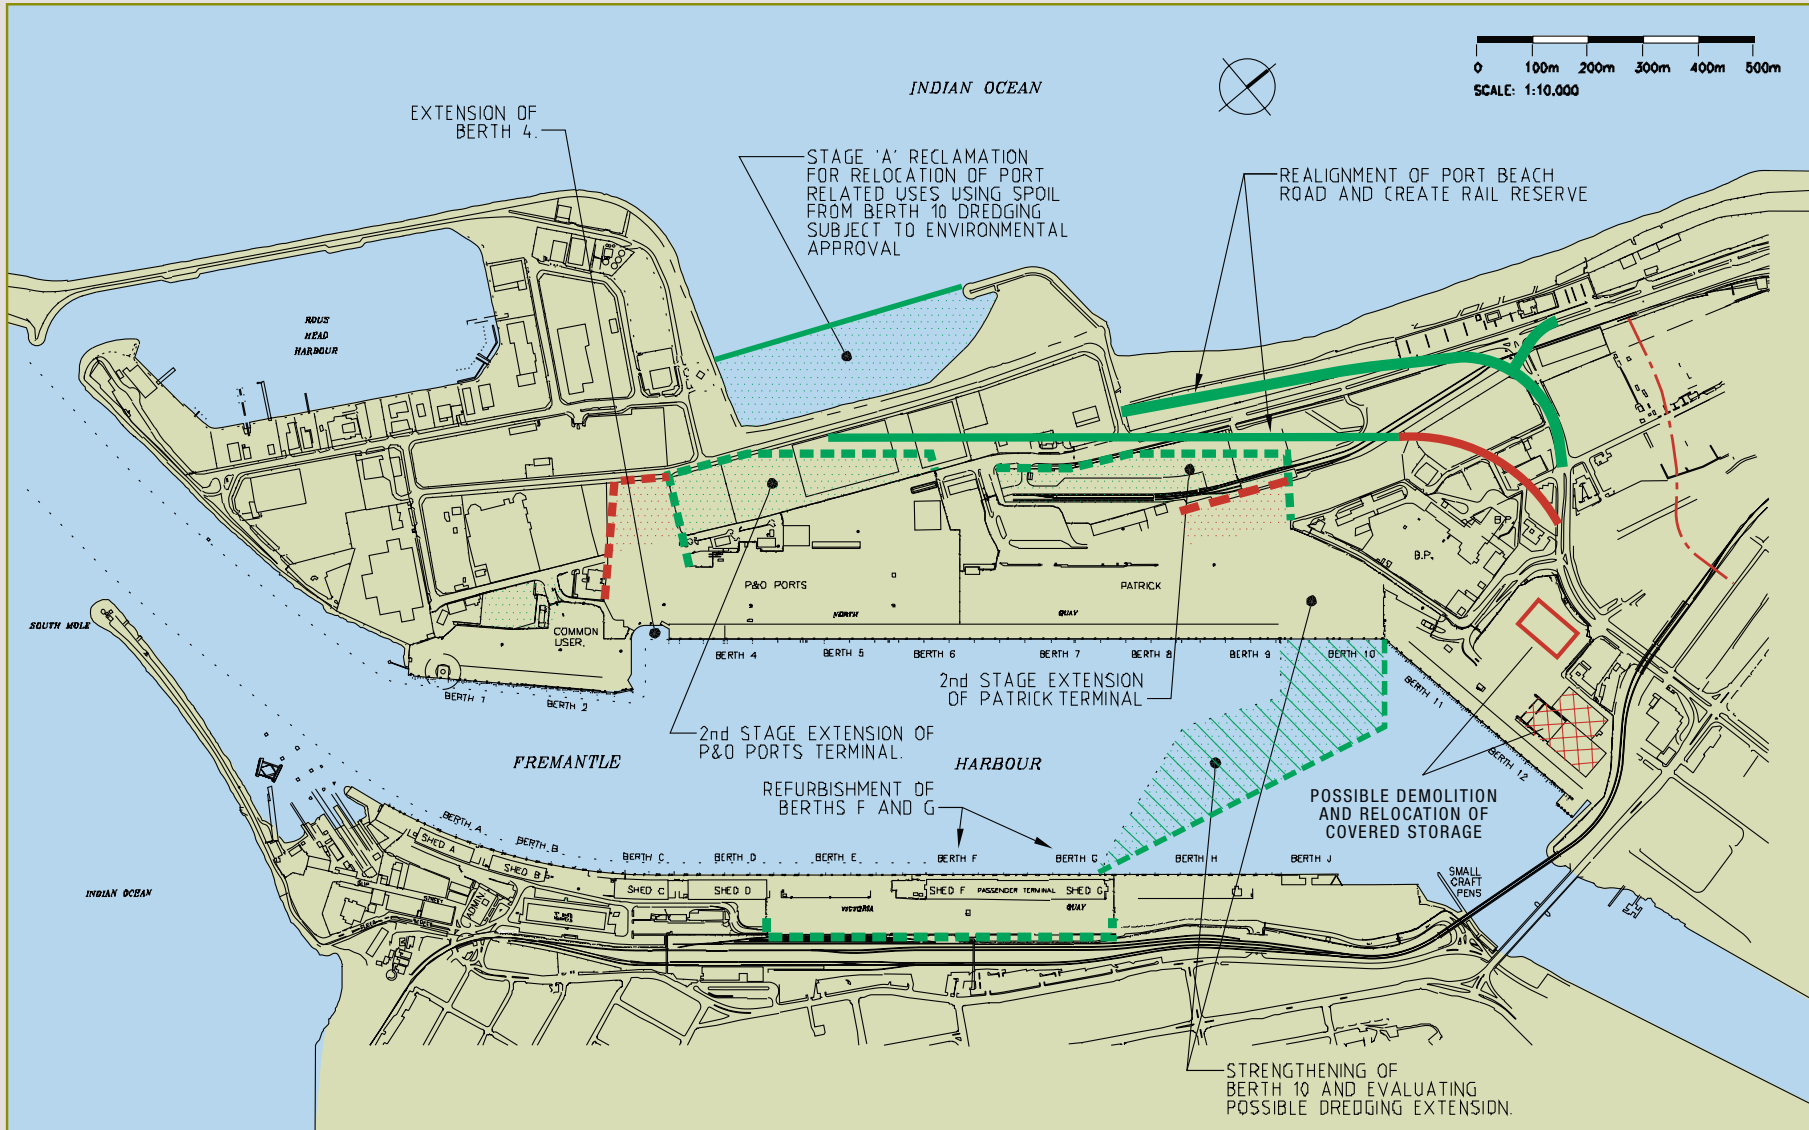 0 100m 200m 300m 400m 500m
SCALE: 1:10.000
INDIAN OCEAN
EXTENSION OF
BERTH 4.
STAGE 'A' RECLAMATION
FOR RELOCATION OF PORT
RELATED USES USING SPOIL
FROM BERTH 10 DREDGING
SUBJECT TO ENVIRONMENTAL
APPROVAL
REALIGNMENT OF PORT BEACH
ROAD AND CREATE RAIL RESERVE
ROUS
HEAD
HARBOUR
B.P.
B.P.
P&O PORTS
PATRICK
NORTH
QUAY
SOUTH MOLE
COMMON
USER.
BERTH 4
BERTH 5
BERTH 6
BERTH 7
BERTH 8
BERTH 9
BERTH 10
BERTH 11
BERTH 12
BERTH 1
BERTH 2
2nd STAGE EXTENSION
OF PATRICK TERMINAL
2nd STAGE EXTENSION OF
P&O PORTS TERMINAL.
FREMANTLE
HARBOUR
REFURBISHMENT OF
BERTHS F AND G
POSSIBLE DEMOLITION
AND RELOCATION OF
COVERED STORAGE
BERTH A
BERTH B
BERTH C
BERTH D
BERTH E
BERTH F
BERTH G
BERTH H
BERTH J
SHED A
SHED B
SHED C
SHED D
SHED F
PASSENGER TERMINAL
SHED G
VICTORIA
QUAY
ADMIN.
SMALL
CRAFT
PENS
INDIAN OCEAN
STRENGTHENING OF
BERTH 10 AND EVALUATING
POSSIBLE DREDGING EXTENSION.